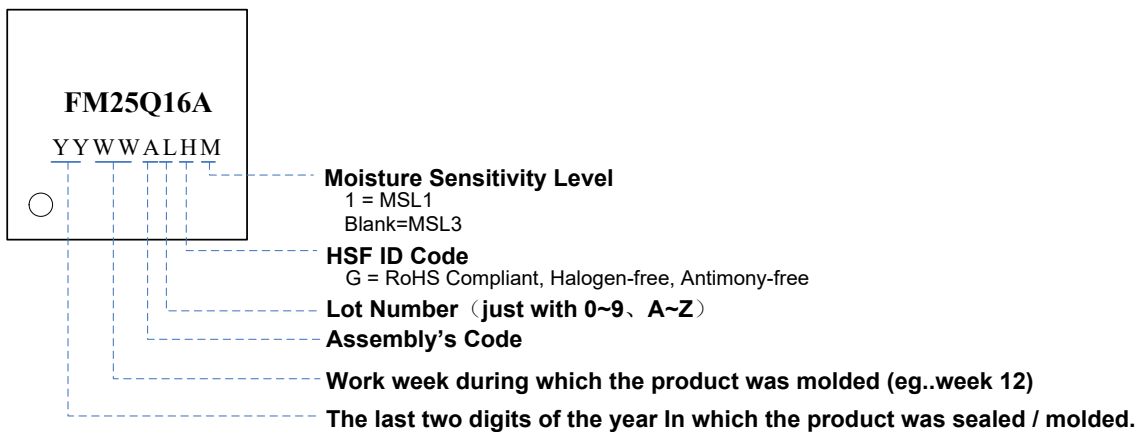 FM25Q16A
YYWWALHM
Moisture Sensitivity Level
1 = MSL1
Blank=MSL3
HSF ID Code
G = RoHS Compliant, Halogen-free, Antimony-free
Lot Number（just with 0~9、A~Z）
Assembly's Code
Work week during which the product was molded (eg..week 12)
The last two digits of the year In which the product was sealed / molded.